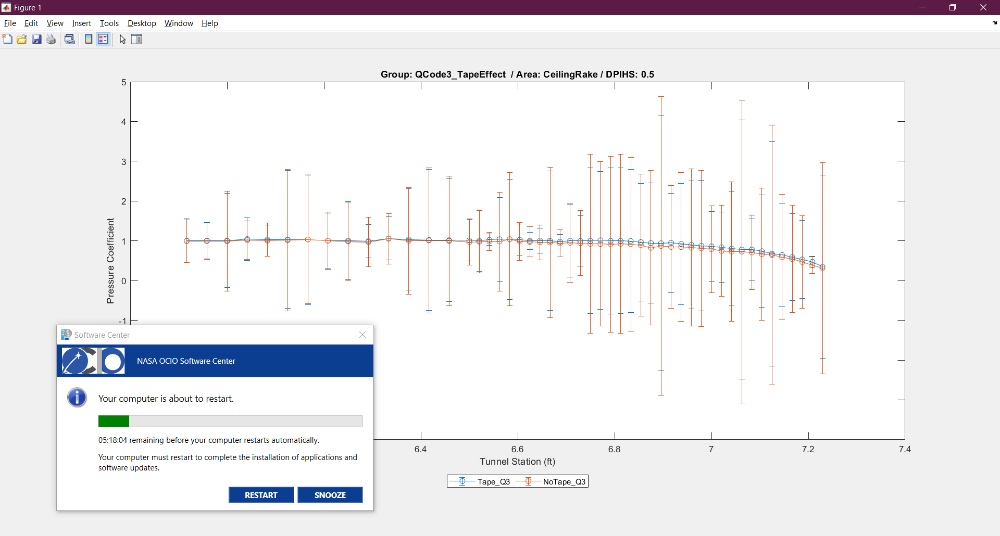 Figure 1
File Edit View Insert Tools Desktop Window Help
Group: QCode3_TapeEffect / Area: CeilingRake / DPIHS: 0.5
5
4
3
2
1
0
-1
Pressure Coefficient
6.4 6.6 6.8 7 7.2 7.4
Tunnel Station (ft)
Tape_Q3 NoTape_Q3
Software Center
CIO
NASA OCIO Software Center
Your computer is about to restart.
05:18:04 remaining before your computer restarts automatically.
Your computer must restart to complete the installation of applications and
software updates.
RESTART SNOOZE